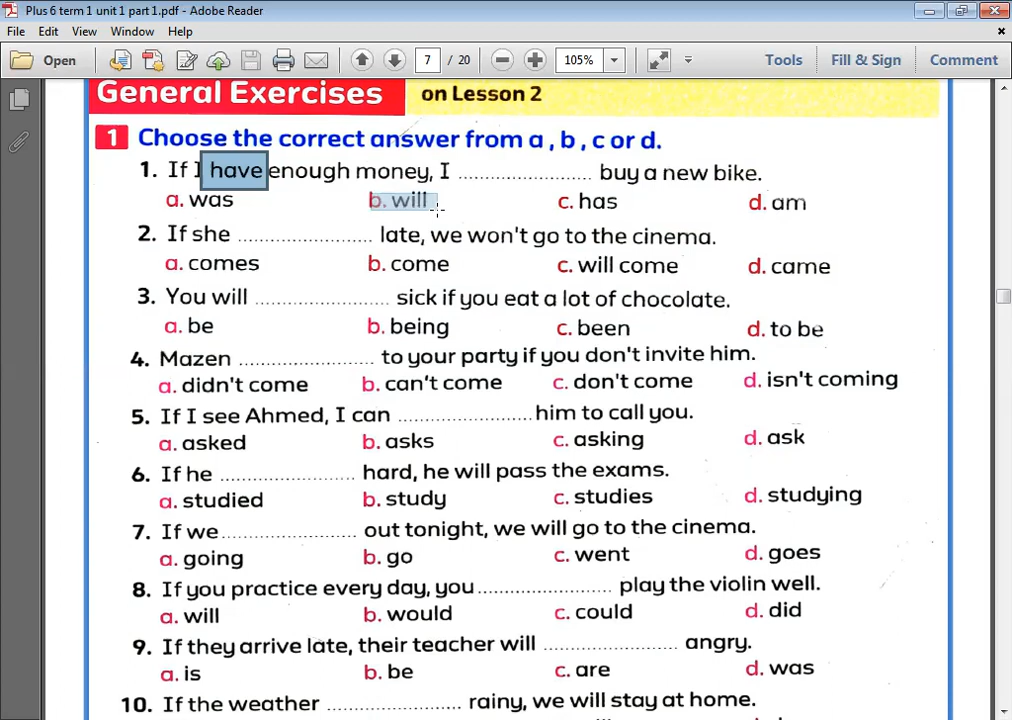 Plus 6 term 1 unit 1 part 1.pdf - Adobe Reader
File Edit View Window Help
Open 7 / 20 105% Tools Fill & Sign Comment
General Exercises on Lesson 2
1 Choose the correct answer from a , b , c or d.
1. If I have enough money, I .............................. buy a new bike.
a. was b. will c. has d. am
2. If she .............................. late, we won't go to the cinema.
a. comes b. come c. will come d. came
3. You will .............................. sick if you eat a lot of chocolate.
a. be b. being c. been d. to be
4. Mazen .............................. to your party if you don't invite him.
a. didn't come b. can't come c. don't come d. isn't coming
5. If I see Ahmed, I can .............................. him to call you.
a. asked b. asks c. asking d. ask
6. If he .............................. hard, he will pass the exams.
a. studied b. study c. studies d. studying
7. If we .............................. out tonight, we will go to the cinema.
a. going b. go c. went d. goes
8. If you practice every day, you .............................. play the violin well.
a. will b. would c. could d. did
9. If they arrive late, their teacher will .............................. angry.
a. is b. be c. are d. was
10. If the weather .............................. rainy, we will stay at home.